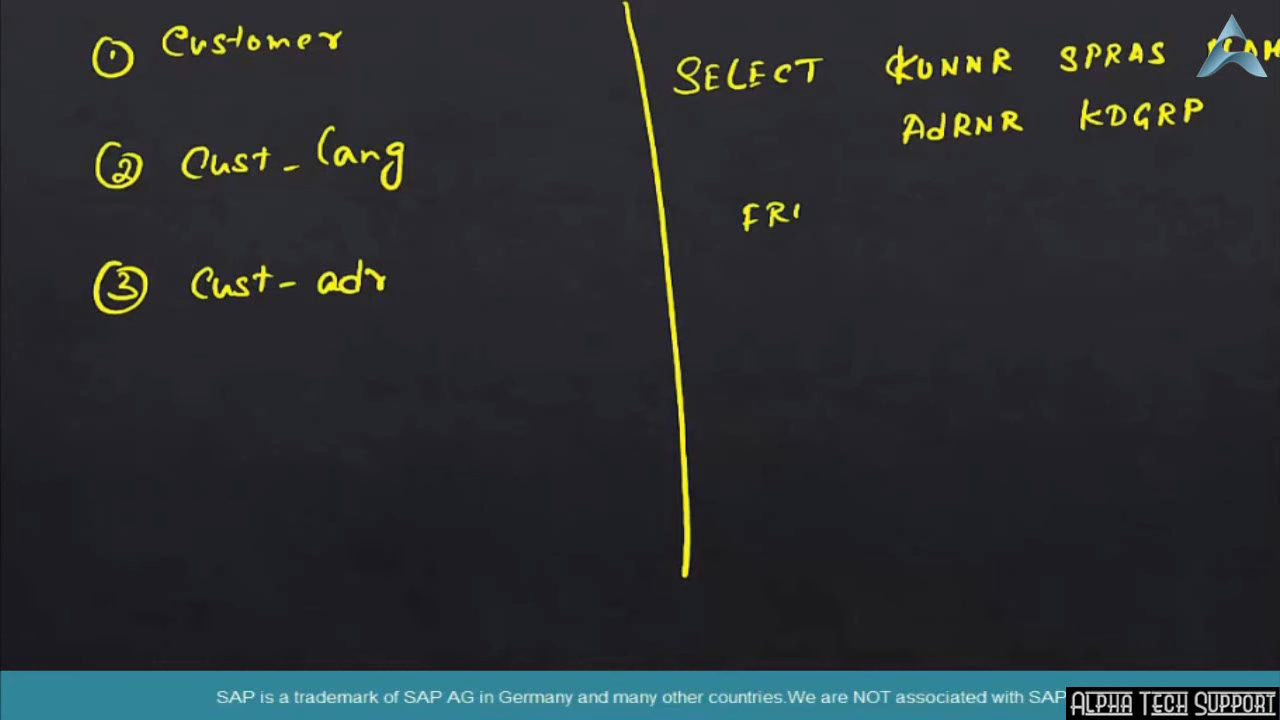 ① Customer
② Cust_Lang
③ Cust-adr
SELECT KUNNR SPRAS
AdRNR KDGRP
FR
SAP is a trademark of SAP AG in Germany and many other countries.We are NOT associated with SAP
ALPHA TECH SUPPORT